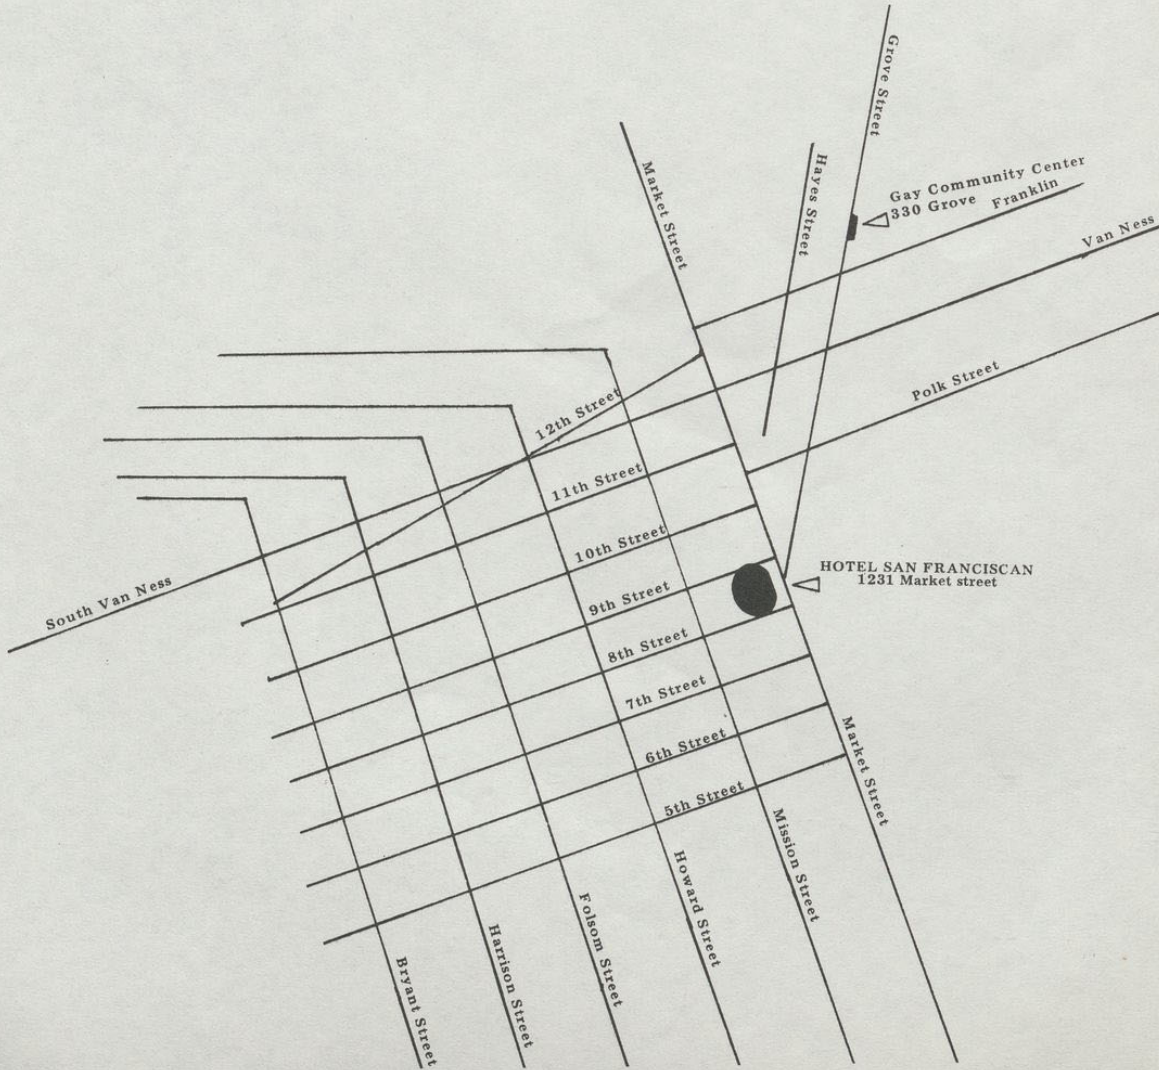 Grove Street
Hayes Street
Market Street
Gay Community Center
330 Grove
Franklin
Van Ness
Polk Street
12th Street
11th Street
10th Street
9th Street
8th Street
7th Street
6th Street
5th Street
South Van Ness
HOTEL SAN FRANCISCAN
1231 Market street
Market Street
Mission Street
Howard Street
Folsom Street
Harrison Street
Bryant Street